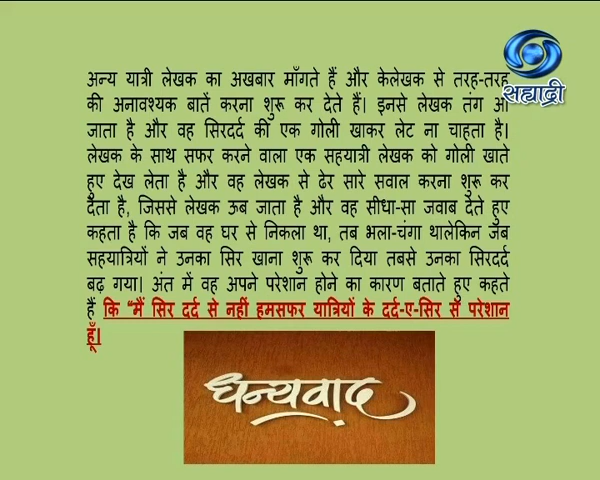 सह्याद्री
अन्य यात्री लेखक का अखबार माँगते हैं और केलेखक से तरह-तरह
की अनावश्यक बातें करना शुरू कर देते हैं। इनसे लेखक तंग आ
जाता है और वह सिरदर्द की एक गोली खाकर लेट ना चाहता है।
लेखक के साथ सफर करने वाला एक सहयात्री लेखक को गोली खाते
हुए देख लेता है और वह लेखक से ढेर सारे सवाल करना शुरू कर
देता है, जिससे लेखक ऊब जाता है और वह सीधा-सा जवाब देते हुए
कहता है कि जब वह घर से निकला था, तब भला-चंगा थालेकिन जब
सहयात्रियों ने उनका सिर खाना शुरू कर दिया तबसे उनका सिरदर्द
बढ़ गया। अंत में वह अपने परेशान होने का कारण बताते हुए कहते
हैं कि “मैं सिर दर्द से नहीं हमसफर यात्रियों के दर्द-ए-सिर से परेशान
हूँ।
धन्यवाद